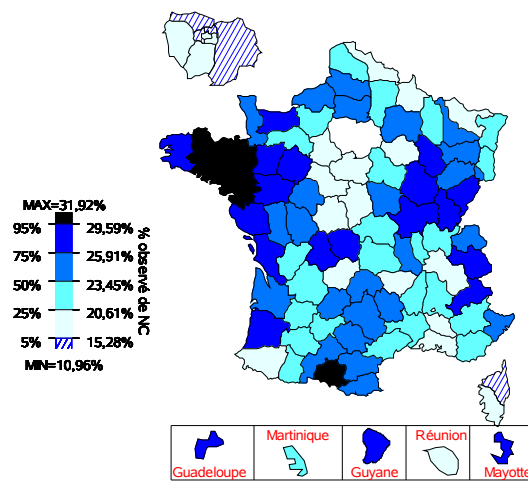 MAX=31,92%
95% 29,59%
75% 25,91%
50% 23,45%
25% 20,61%
5% 15,28%
MIN=10,96%
% observé de NC
Martinique Réunion
Guadeloupe Guyane Mayotte